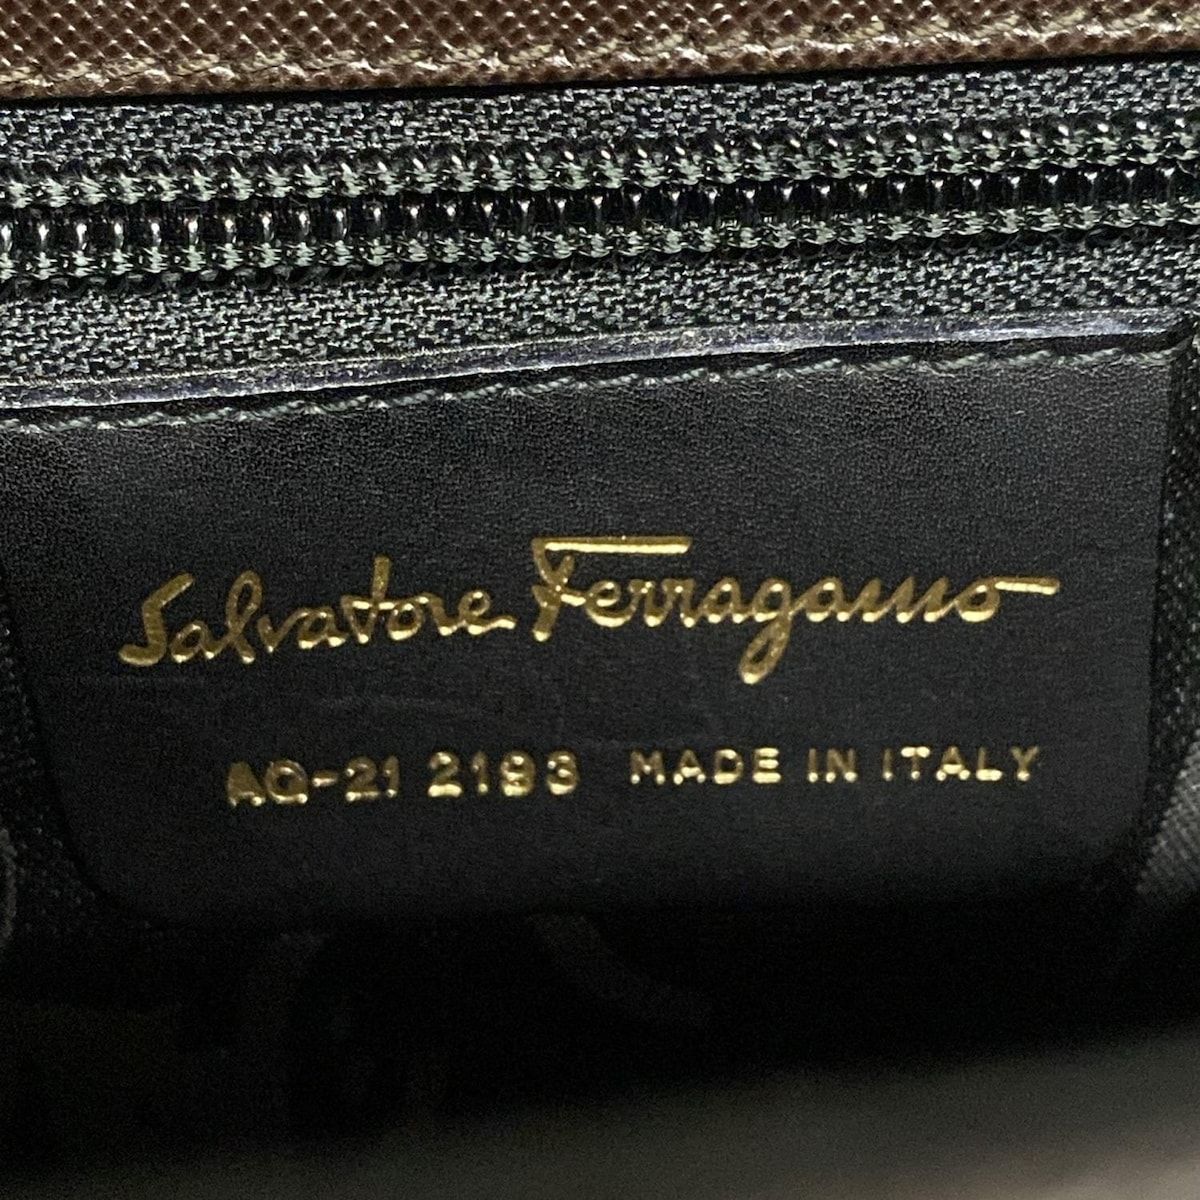 Salvatore Ferragamo
AQ-21 2193 MADE IN ITALY